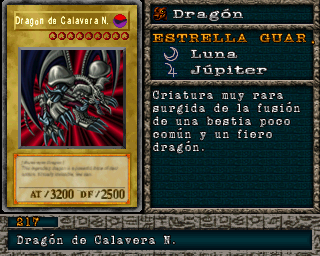 Dragón de Calavera N.
AT/3200 DF/2500
Dragón
ESTRELLA GUAR.
Luna
Júpiter
Criatura muy rara
surgida de la fusión
de una bestia poco
común y un fiero
dragón.
217
Dragón de Calavera N.